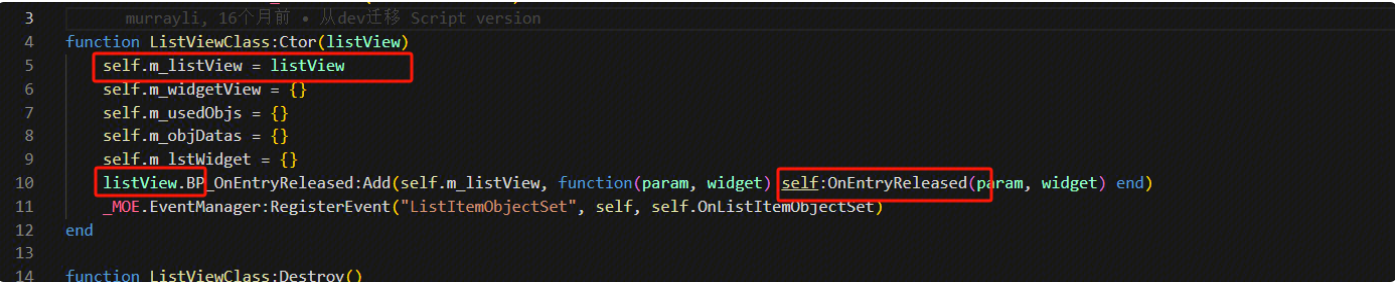 3 murrayli, 16个月前 • 从dev迁移 Script version
4 function ListViewClass:Ctor(listView)
5 self.m_listView = listView
6 self.m_widgetView = {}
7 self.m_usedObjs = {}
8 self.m_objDatas = {}
9 self.m_lstWidget = {}
10 listView.BP_OnEntryReleased:Add(self.m_listView, function(param, widget) self:OnEntryReleased(param, widget) end)
11 _MOE.EventManager:RegisterEvent("ListItemObjectSet", self, self.OnListItemObjectSet)
12 end
13
14 function ListViewClass:Destroy()